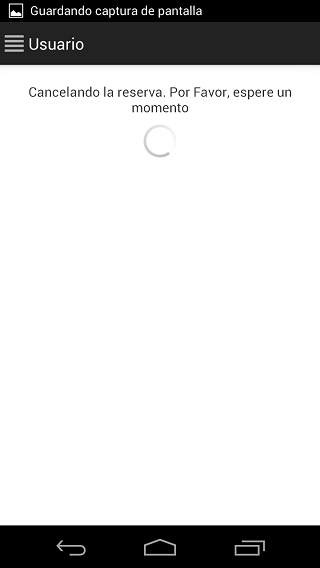 Guardando captura de pantalla
Usuario
Cancelando la reserva. Por Favor, espere un
momento